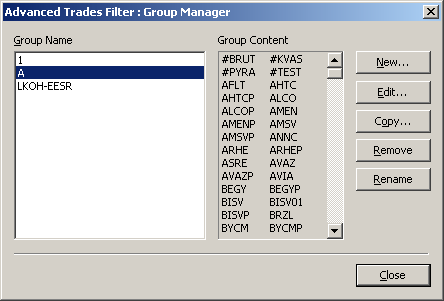 Advanced Trades Filter : Group Manager
Group Name
1
A
LKOH-EESR
Group Content
#BRUT #KVAS
#PYRA #TEST
AFLT AHTC
AHTCP ALCO
ALCOP AMEN
AMENP AMSV
AMSVP ANNC
ARHE ARHEP
ASRE AVAZ
AVAZP AVIA
BEGY BEGYP
BISV BISV01
BISVP BRZL
BYCM BYCMP
New...
Edit...
Copy...
Remove
Rename
Close